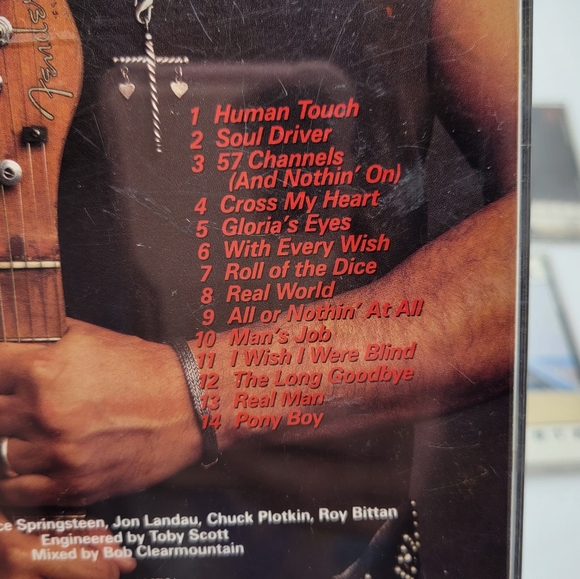 Fender
1 Human Touch
2 Soul Driver
3 57 Channels
(And Nothin' On)
4 Cross My Heart
5 Gloria's Eyes
6 With Every Wish
7 Roll of the Dice
8 Real World
9 All or Nothin' At All
10 Man's Job
11 I Wish I Were Blind
12 The Long Goodbye
13 Real Man
14 Pony Boy
ce Springsteen, Jon Landau, Chuck Plotkin, Roy Bittan
Engineered by Toby Scott
Mixed by Bob Clearmountain